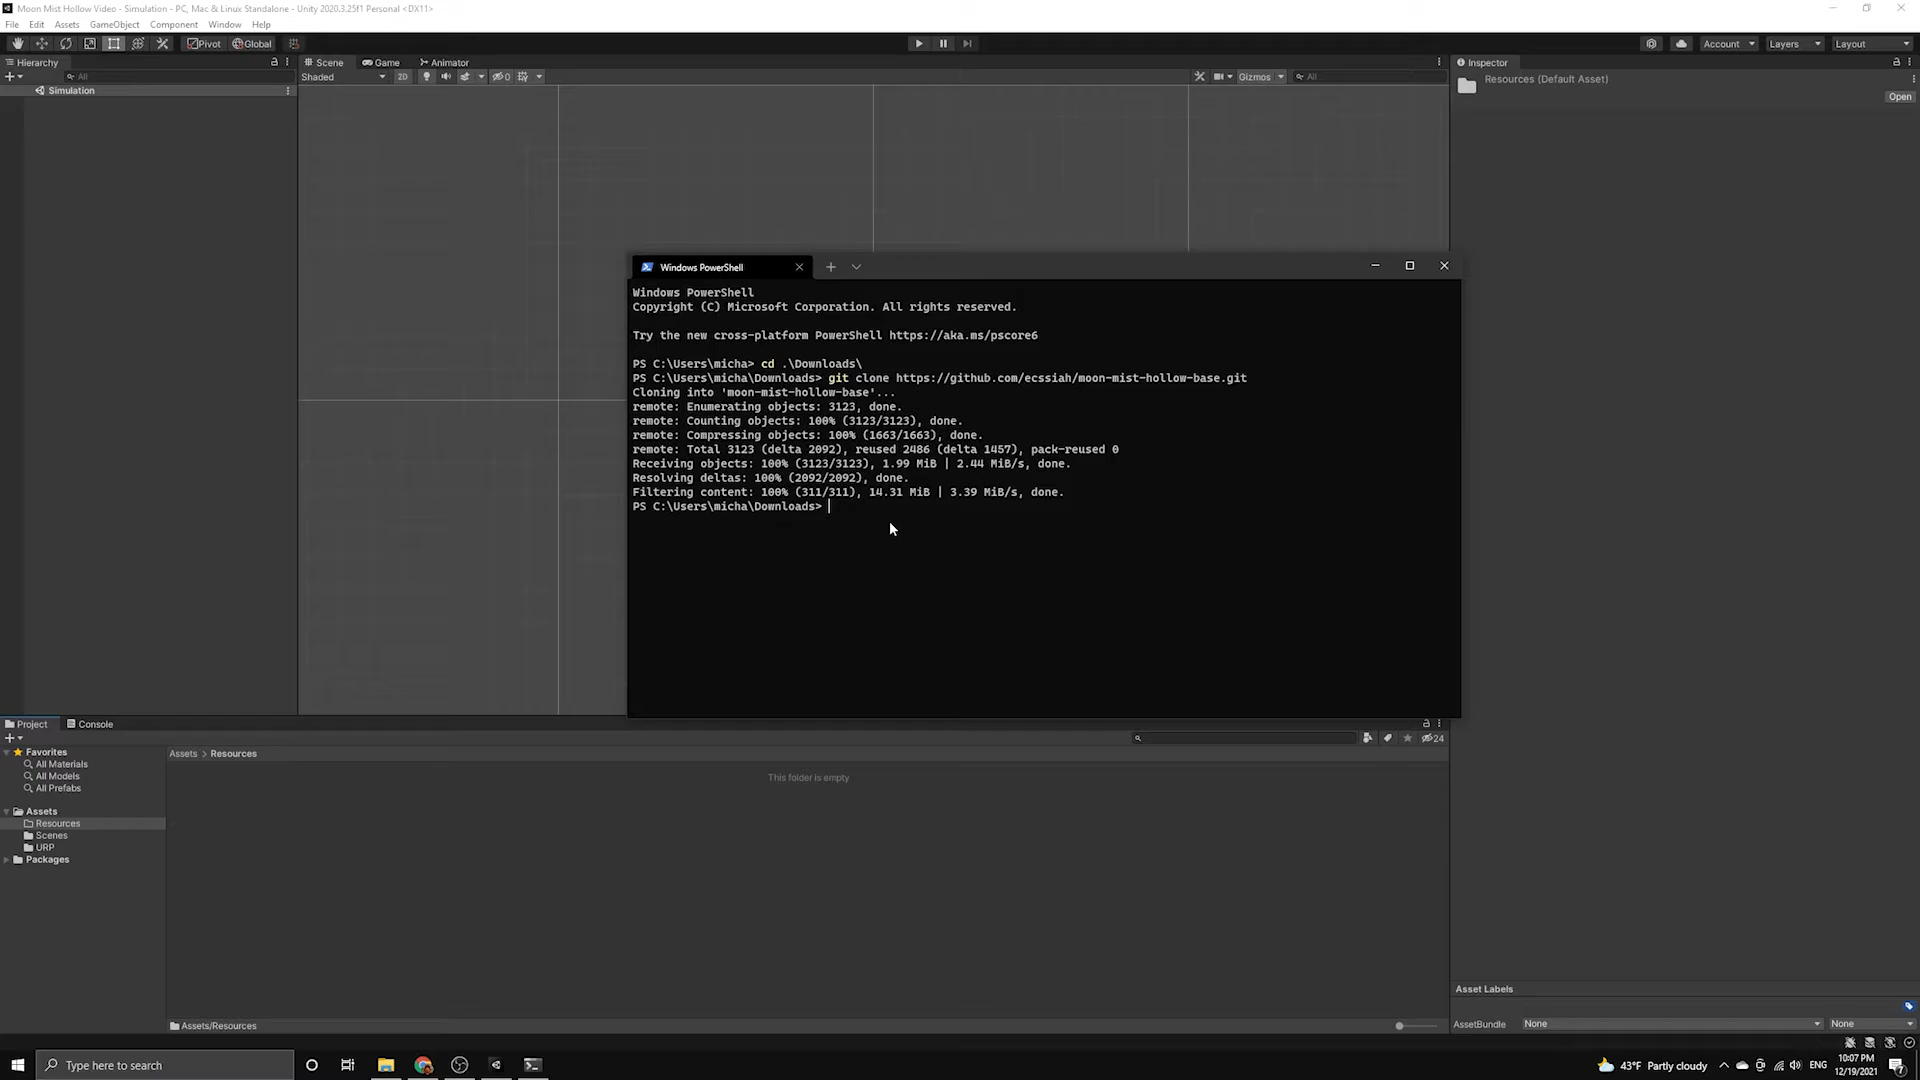 Moon Mist Hollow Video - Simulation - PC, Mac & Linux Standalone - Unity 2020.3.25f1 Personal <DX11>
File Edit Assets GameObject Component Window Help
Pivot Global Account Layers Layout
Hierarchy
All
Simulation
Scene Game Animator
Shaded 2D 0 Gizmos All
Inspector
Resources (Default Asset)
Open
Windows PowerShell
Windows PowerShell
Copyright (C) Microsoft Corporation. All rights reserved.
Try the new cross-platform PowerShell https://aka.ms/pscore6
PS C:\Users\micha> cd .\Downloads\
PS C:\Users\micha\Downloads> git clone https://github.com/ecssiah/moon-mist-hollow-base.git
Cloning into 'moon-mist-hollow-base'...
remote: Enumerating objects: 3123, done.
remote: Counting objects: 100% (3123/3123), done.
remote: Compressing objects: 100% (1663/1663), done.
remote: Total 3123 (delta 2092), reused 2486 (delta 1457), pack-reused 0
Receiving objects: 100% (3123/3123), 1.99 MiB | 2.44 MiB/s, done.
Resolving deltas: 100% (2092/2092), done.
Filtering content: 100% (311/311), 14.31 MiB | 3.39 MiB/s, done.
PS C:\Users\micha\Downloads>
Project Console
24
Favorites
All Materials
All Models
All Prefabs
Assets
Resources
Scenes
URP
Packages
Assets > Resources
This folder is empty
Assets/Resources
Asset Labels
AssetBundle None None
Type here to search
43°F Partly cloudy ENG
10:07 PM
12/19/2021
7